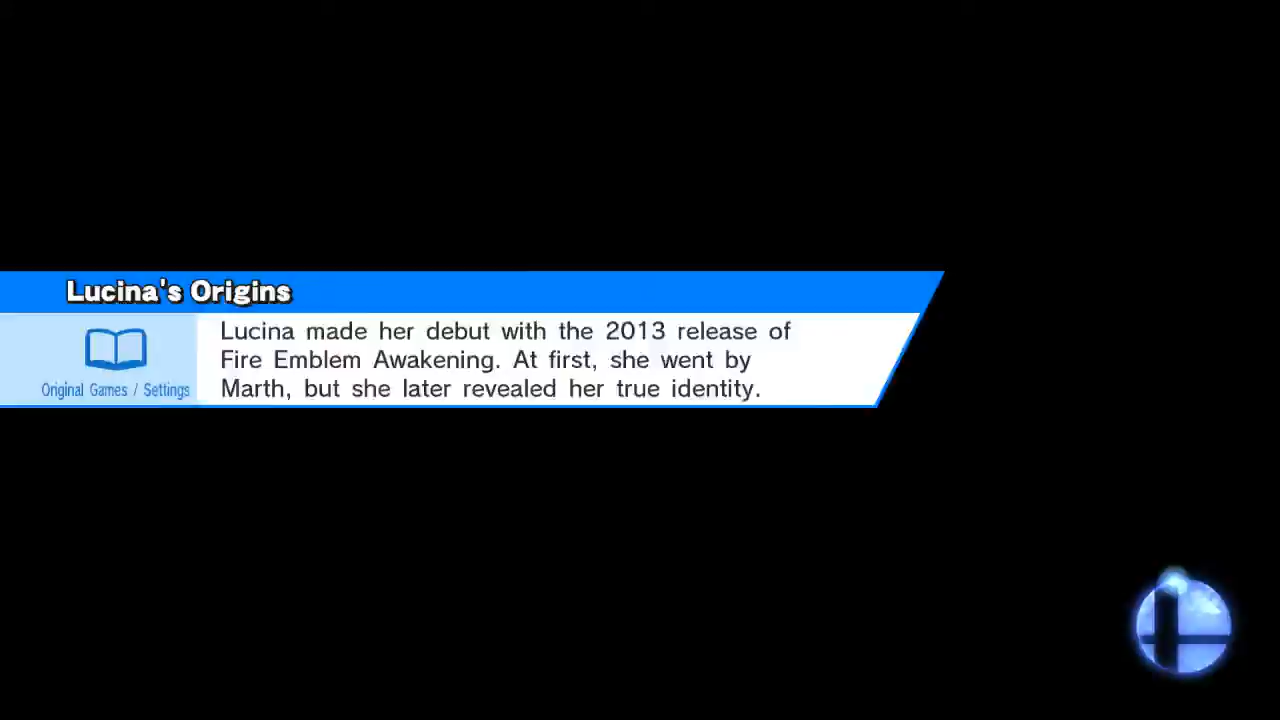 Lucina's Origins
Lucina made her debut with the 2013 release of
Fire Emblem Awakening. At first, she went by
Marth, but she later revealed her true identity.
Original Games / Settings